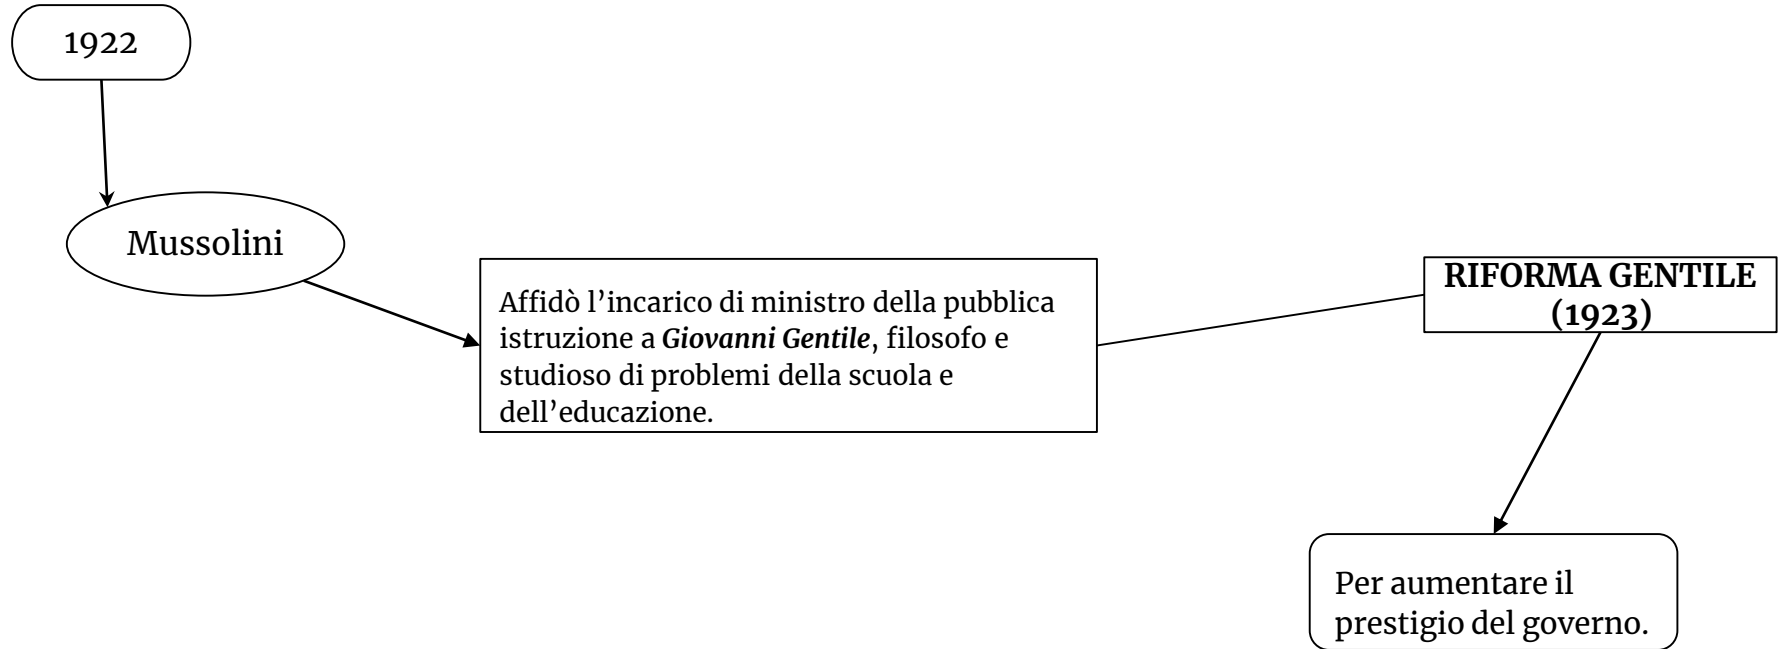 1922
Mussolini
Affidò l’incarico di ministro della pubblica
istruzione a Giovanni Gentile, filosofo e
studioso di problemi della scuola e
dell’educazione.
RIFORMA GENTILE
(1923)
Per aumentare il
prestigio del governo.